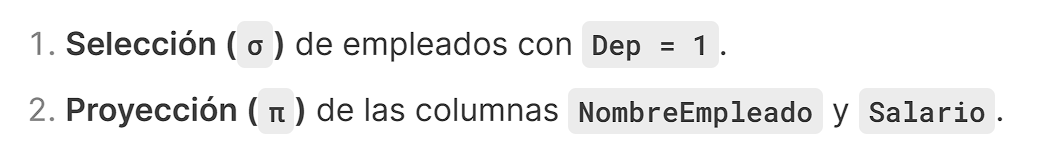 1. Selección (σ) de empleados con Dep = 1.
2. Proyección (π) de las columnas NombreEmpleado y Salario.